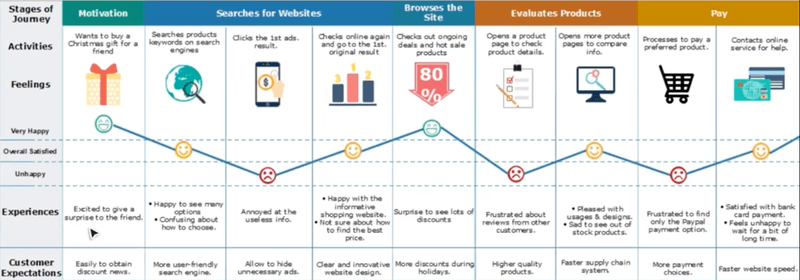 Stages of
Journey
Motivation
Searches for Websites
Browses the
Site
Evaluates Products
Pay
Activities
Wants to buy a
Christmas gift for a
friend
Searches products
keywords on search
engines
Clicks the 1st ads.
result.
Checks online again
and go to the 1st.
original result
Checks out ongoing
deals and hot sale
products
Opens a product
page to check
product details.
Opens more product
pages to compare
info.
Processes to pay a
preferred product.
Contacts online
service for help.
Feelings
$
3 1 2
80
%
Very Happy
Overall Satisfied
Unhappy
Experiences
Excited to give a
surprise to the friend.
• Happy to see many
options
• Confusing about
how to choose.
Annoyed at the
useless info.
• Happy with the
informative
shopping website.
• Not sure about how
to find the best
price.
Surprise to see lots of
discounts
Frustrated about
reviews from other
customers.
• Pleased with
usages & designs.
• Sad to see out of
stock products.
Frustrated to find
only the Paypal
payment option.
• Satisfied with bank
card payment.
• Feels unhappy to
wait for a bit of
long time.
Customer
Expectations
Easily to obtain
discount news.
More user-friendly
search engine.
Allow to hide
unnecessary ads.
Clear and innovative
website design.
More discounts during
holidays.
Higher quality
products.
Faster supply chain
system.
More payment
choices.
Faster website speed.